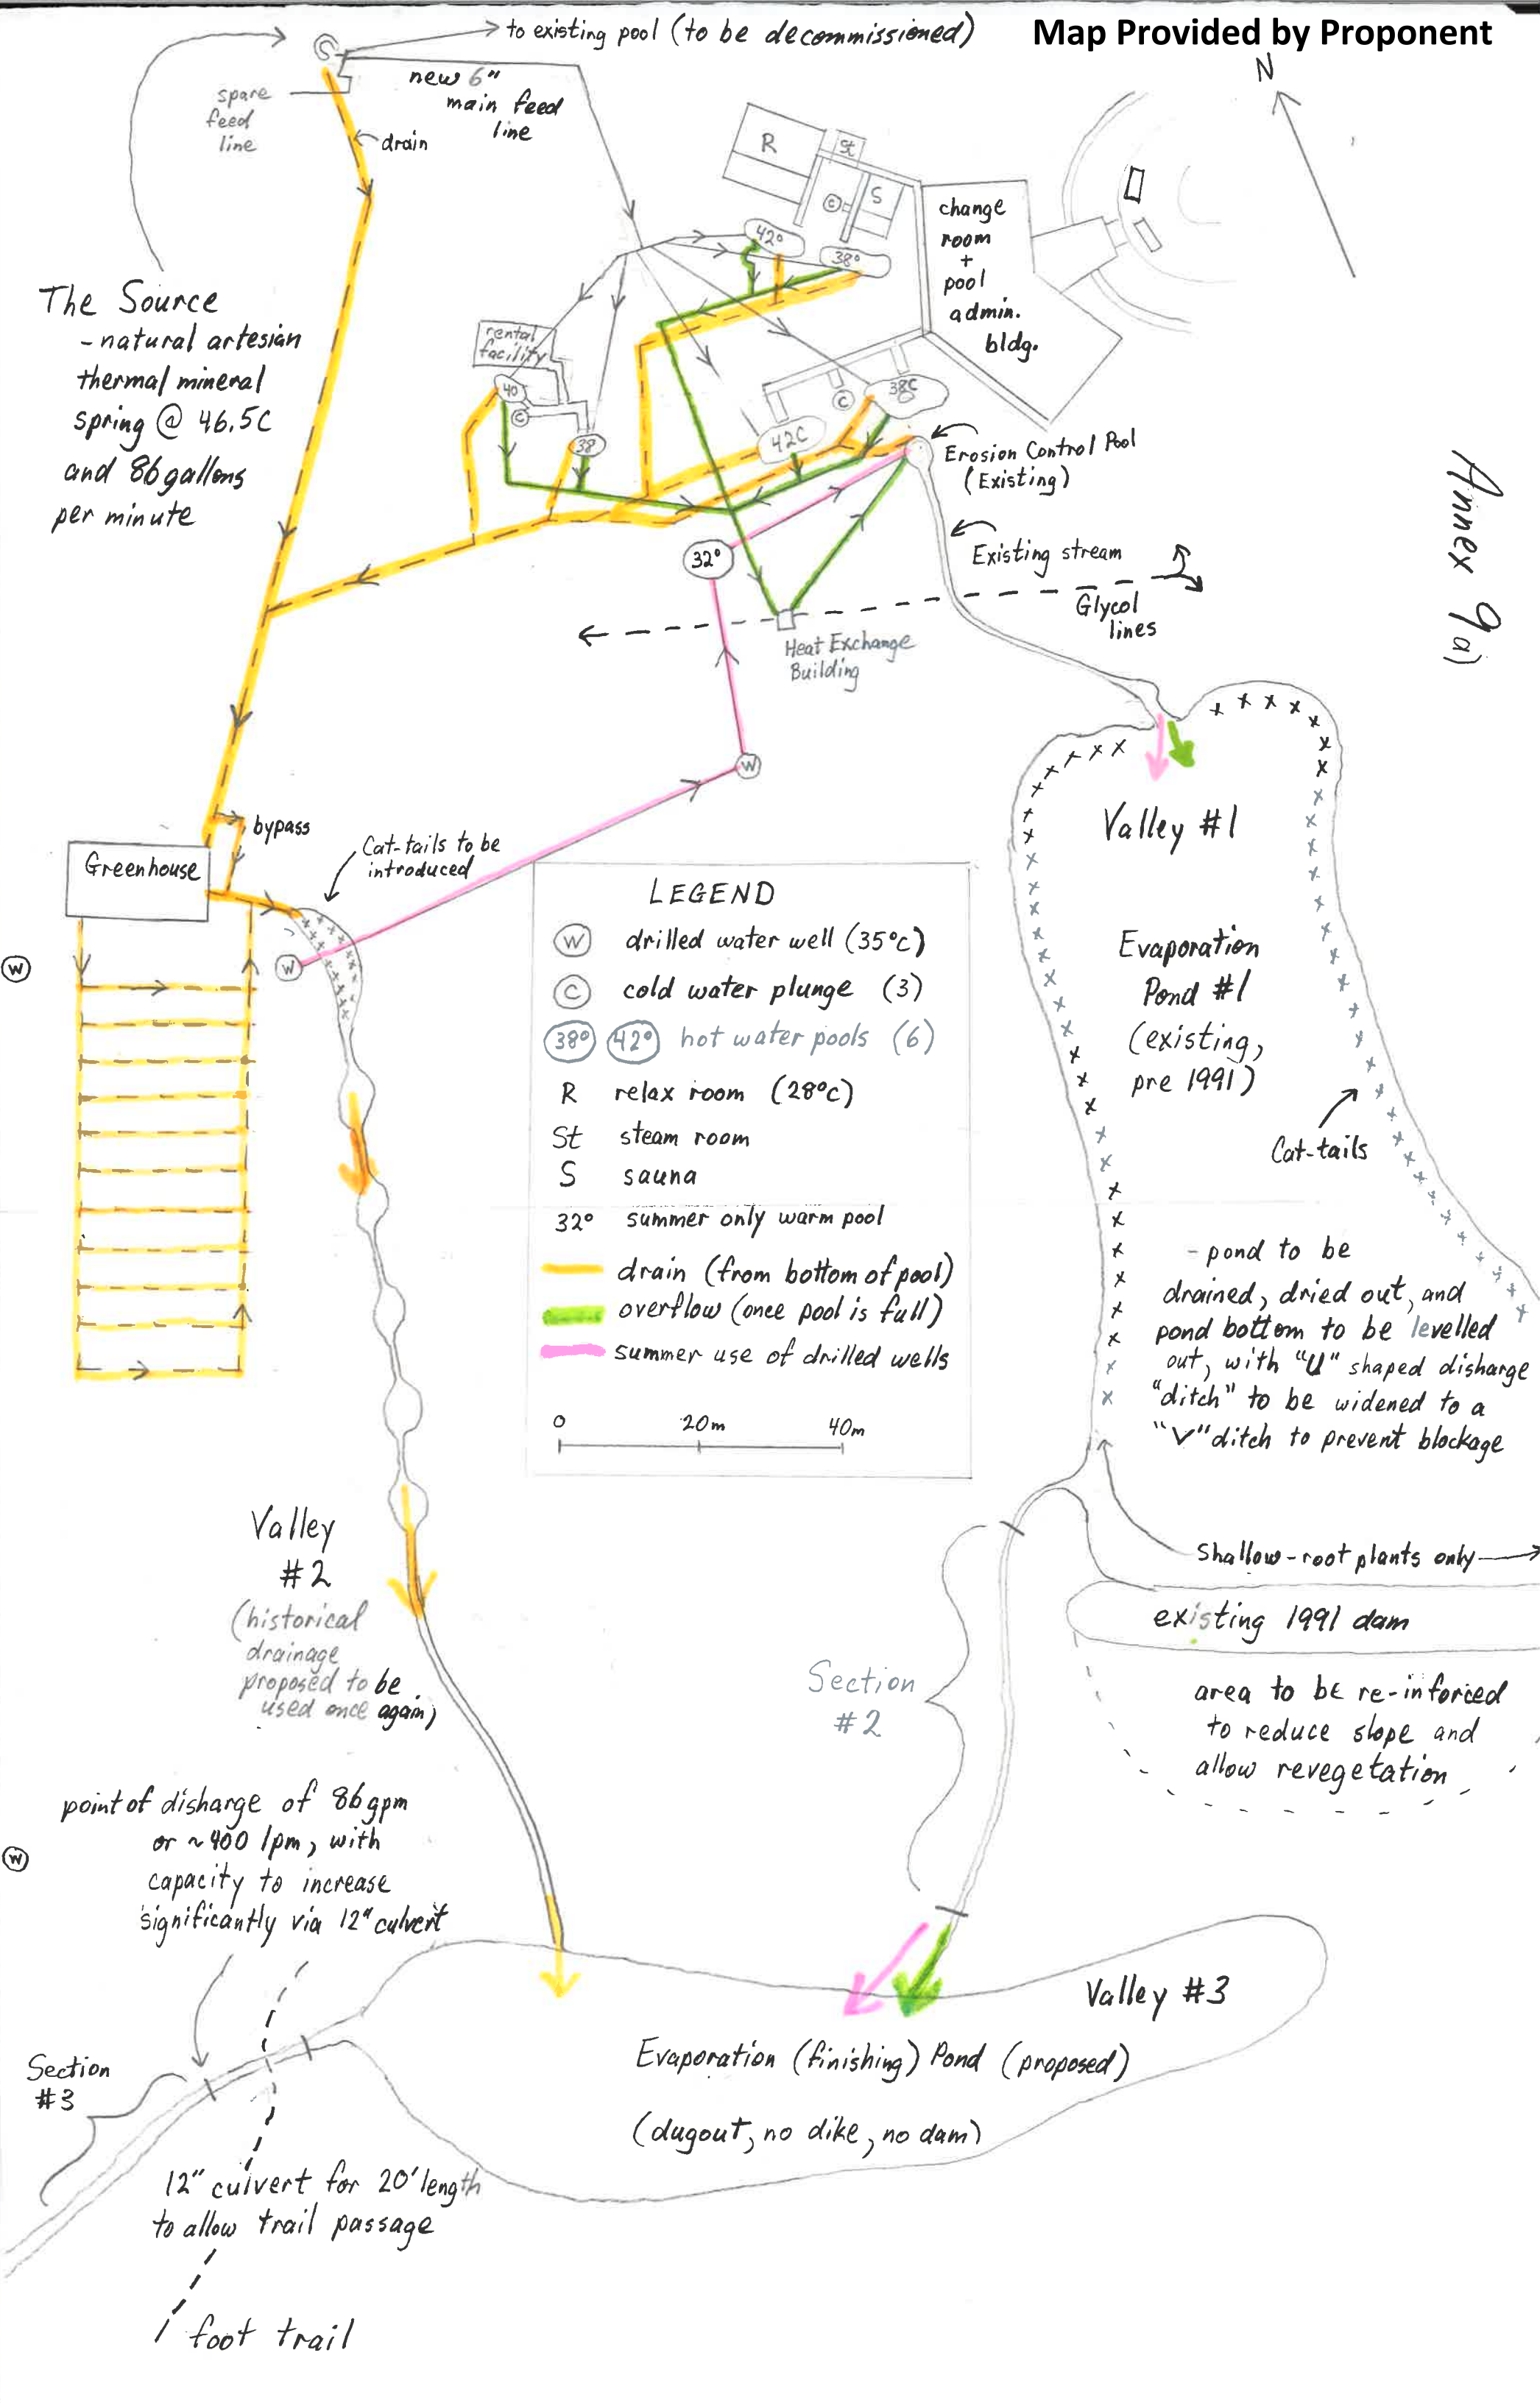 to existing pool (to be decommissioned)
Map Provided by Proponent
N
S
new 6"
main feed
line
spare
feed
line
drain
R
St
©
S
change
room
+
pool
admin.
bldg.
42°
38°
The Source
- natural artesian
thermal mineral
spring @ 46.5C
and 86 gallons
per minute
rental
facility
40
©
38
©
38C
42C
Erosion Control Pool
(Existing)
Annex 9a)
Existing stream
32°
Glycol
lines
Heat Exchange
Building
W
bypass
Cat-tails to be
introduced
Greenhouse
W
W
Valley #1
Evaporation
Pond #1
(existing,
pre 1991)
Cat-tails
LEGEND
W drilled water well (35°c)
C cold water plunge (3)
38° 42° hot water pools (6)
R relax room (28°c)
St steam room
S sauna
32° summer only warm pool
drain (from bottom of pool)
overflow (once pool is full)
summer use of drilled wells
0 20m 40m
- pond to be
drained, dried out, and
pond bottom to be levelled
out, with "U" shaped disharge
"ditch" to be widened to a
"V" ditch to prevent blockage
Valley
#2
(historical
drainage
proposed to be
used once again)
Shallow-root plants only
existing 1991 dam
Section
#2
area to be re-inforced
to reduce slope and
allow revegetation
point of disharge of 86gpm
or ~400 lpm, with
capacity to increase
significantly via 12" culvert
W
Valley #3
Section
#3
Evaporation (finishing) Pond (proposed)
(dugout, no dike, no dam)
12" culvert for 20' length
to allow trail passage
foot trail